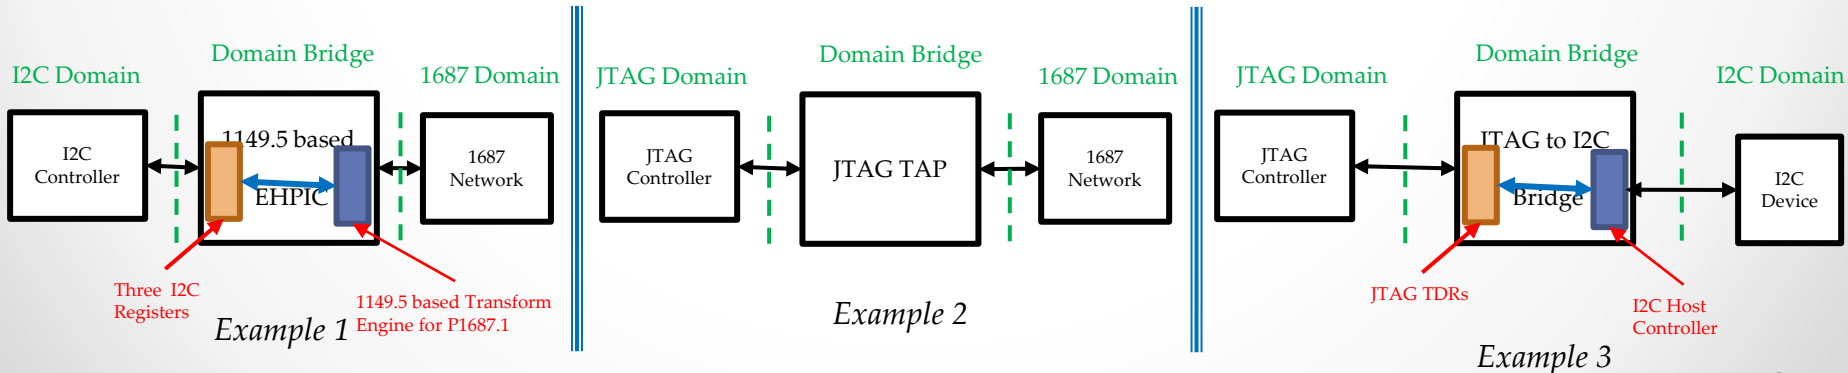 I2C Domain
Domain Bridge
1687 Domain
I2C
Controller
1149.5 based
EHPIC
1687
Network
Three I2C
Registers
1149.5 based Transform
Engine for P1687.1
Example 1
JTAG Domain
Domain Bridge
1687 Domain
JTAG
Controller
JTAG TAP
1687
Network
Example 2
JTAG Domain
Domain Bridge
I2C Domain
JTAG
Controller
JTAG to I2C
Bridge
I2C
Device
JTAG TDRs
I2C Host
Controller
Example 3